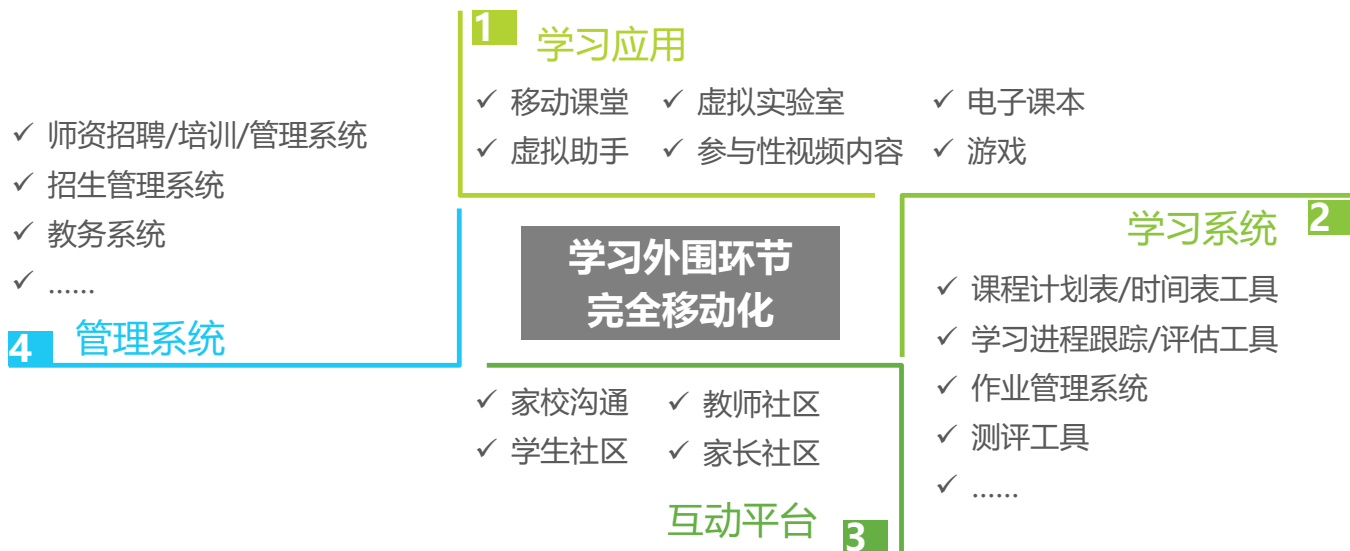 1 学习应用
✓ 移动课堂 ✓ 虚拟实验室 ✓ 电子课本
✓ 虚拟助手 ✓ 参与性视频内容 ✓ 游戏
2 学习系统
✓ 课程计划表/时间表工具
✓ 学习进程跟踪/评估工具
✓ 作业管理系统
✓ 测评工具
✓ ......
学习外围环节
完全移动化
✓ 家校沟通 ✓ 教师社区
✓ 学生社区 ✓ 家长社区
互动平台 3
✓ 师资招聘/培训/管理系统
✓ 招生管理系统
✓ 教务系统
✓ ......
4 管理系统